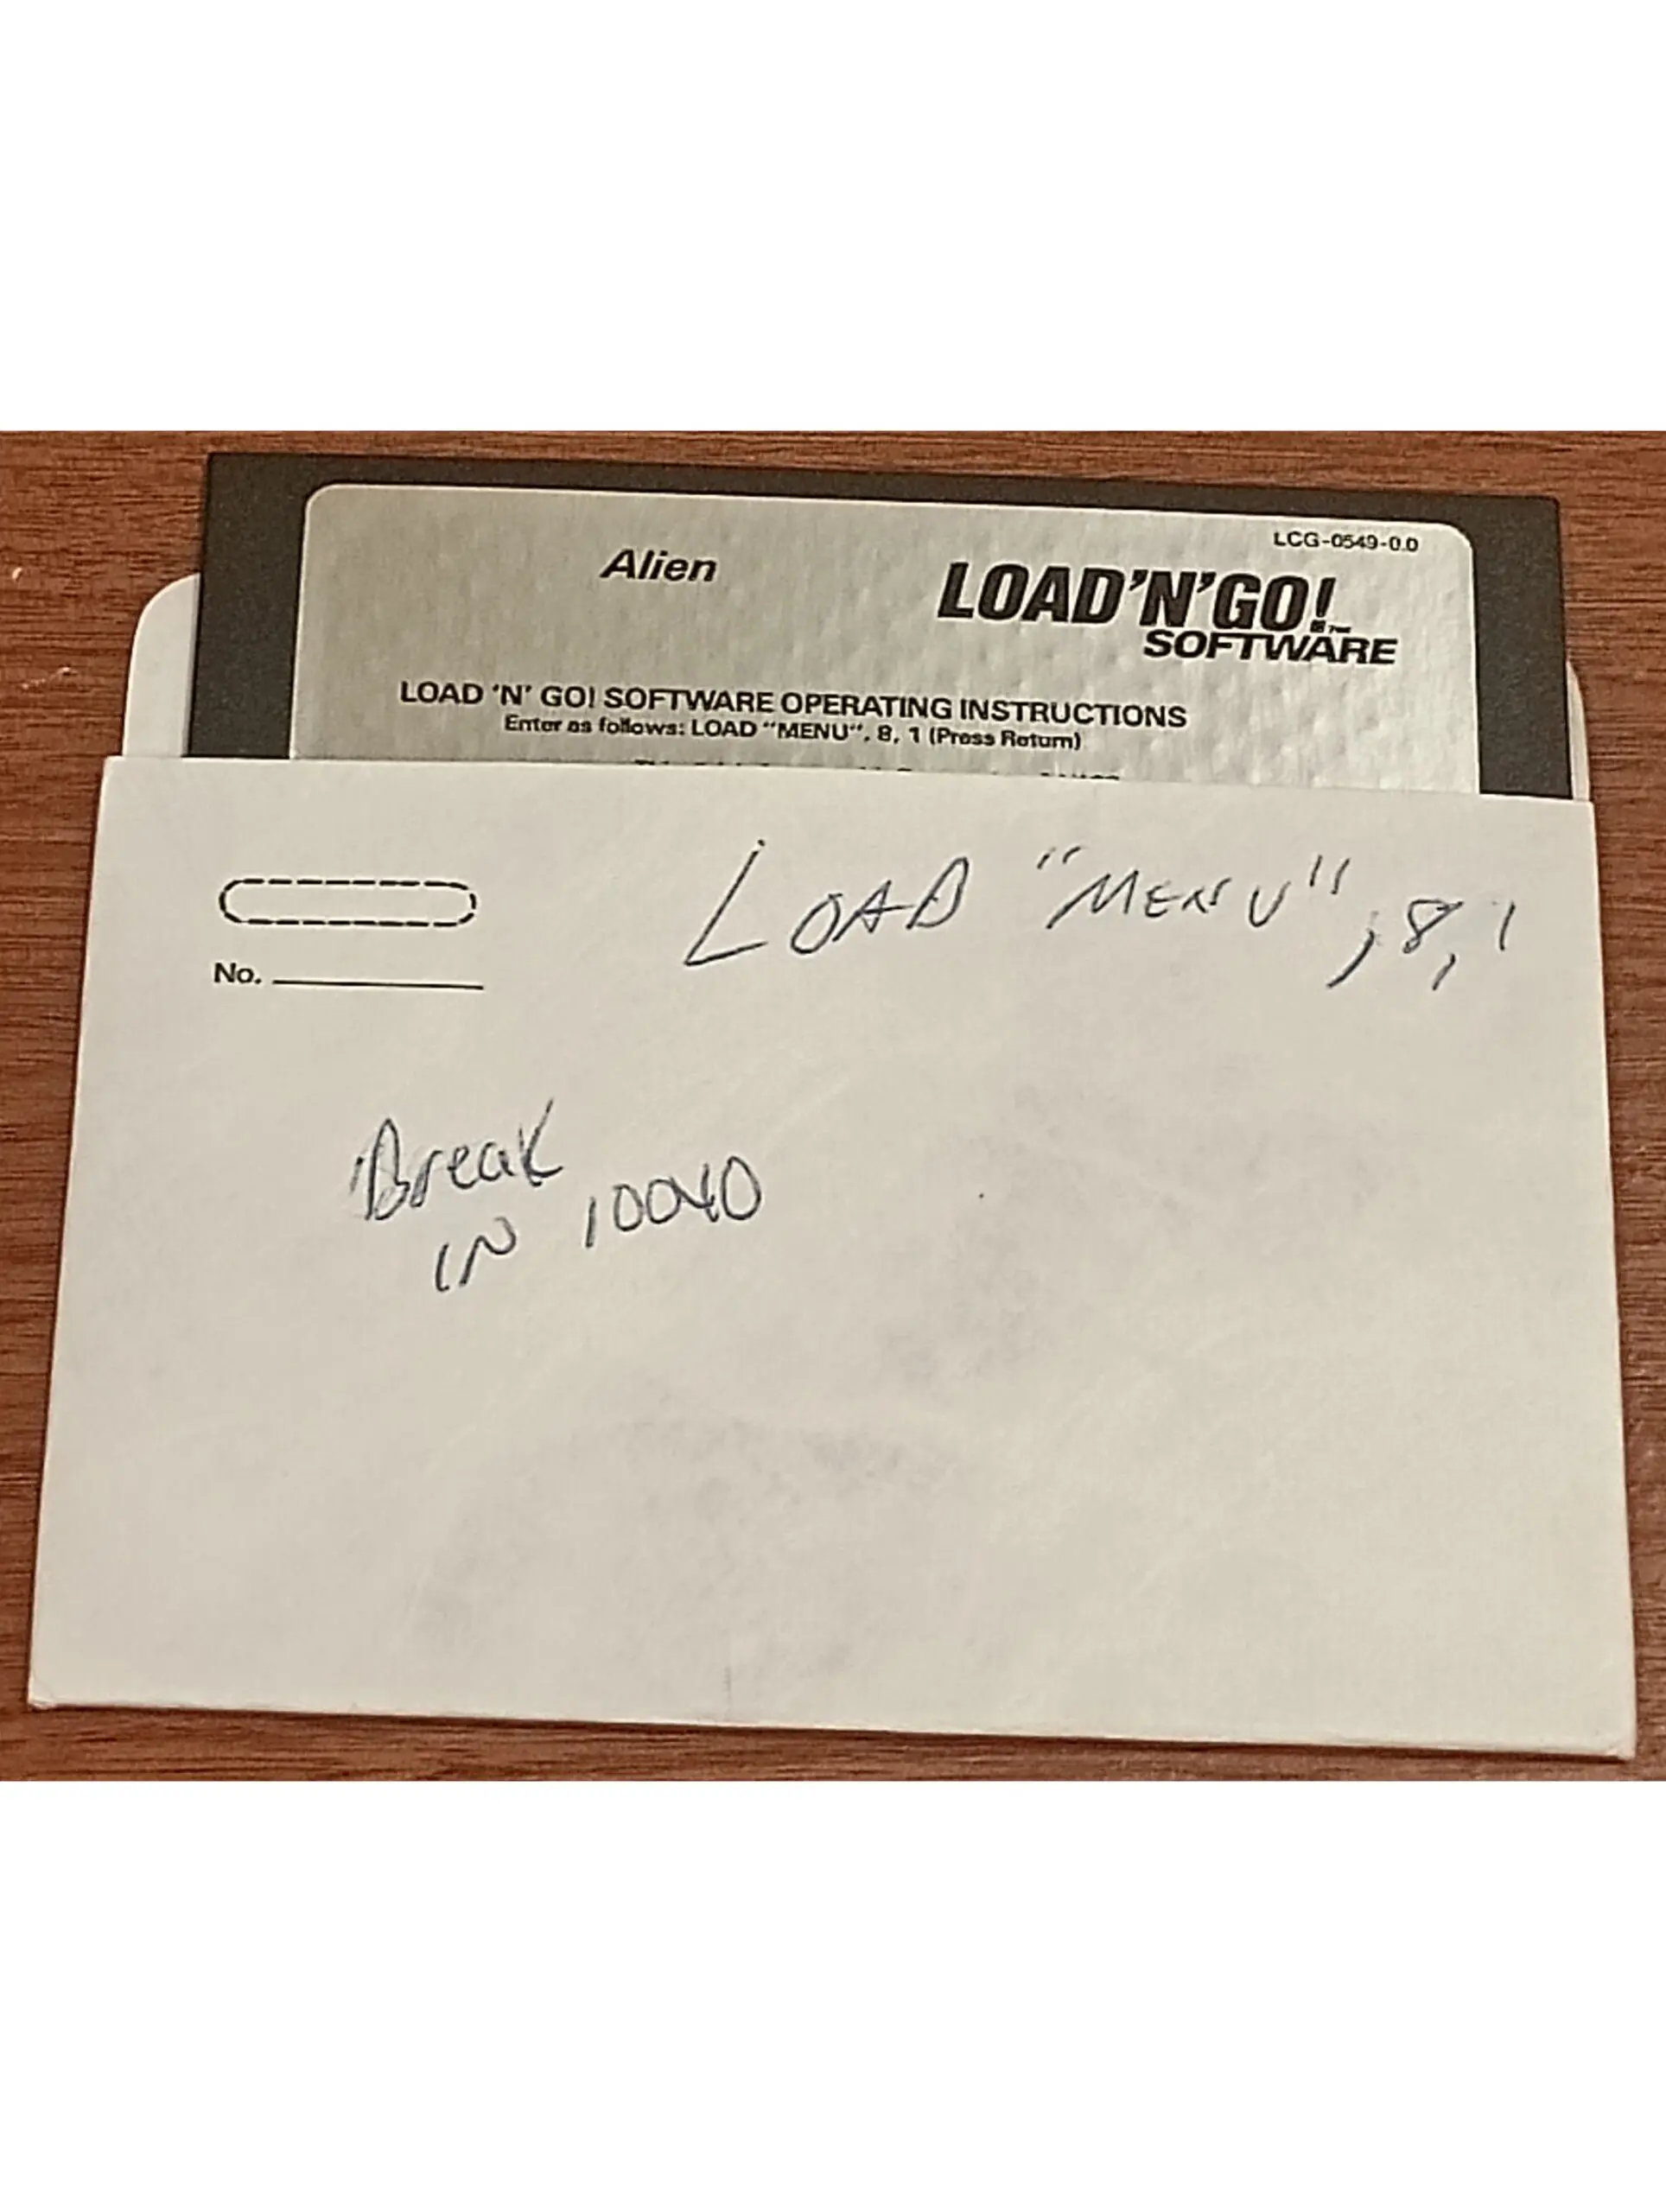 LCG-0549-0.0
Alien
LOAD'N'GO!™
SOFTWARE
LOAD 'N' GO! SOFTWARE OPERATING INSTRUCTIONS
Enter as follows: LOAD "MENU", 8, 1 (Press Return)
LOAD "MENU", 8, 1
No.
Break
IN 10040